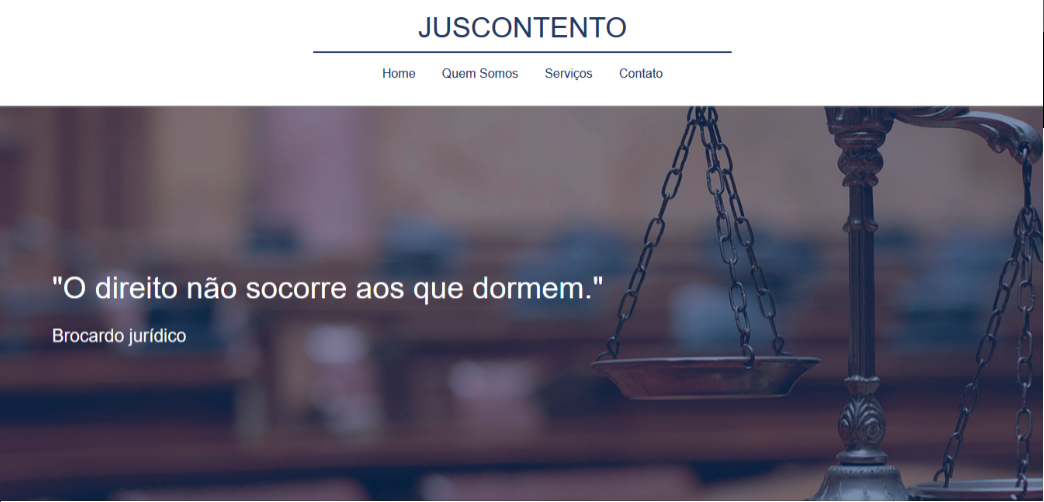 JUSCONTENTO
Home Quem Somos Serviços Contato
"O direito não socorre aos que dormem."
Brocardo jurídico